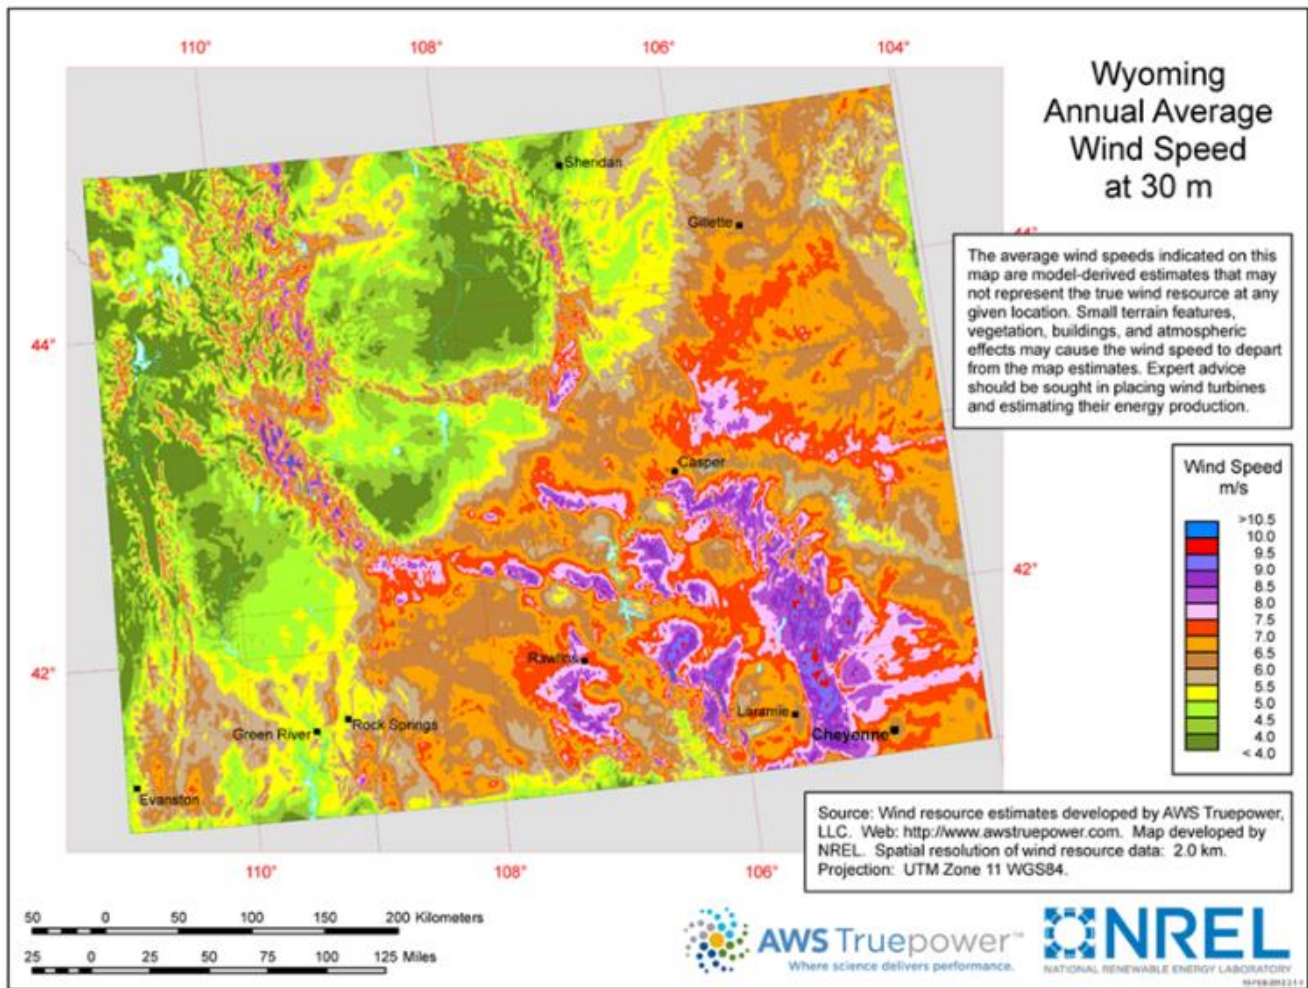 110°
108°
106°
104°
Wyoming
Annual Average
Wind Speed
at 30 m
Sheridan
Gillette
44°
The average wind speeds indicated on this
map are model-derived estimates that may
not represent the true wind resource at any
given location. Small terrain features,
vegetation, buildings, and atmospheric
effects may cause the wind speed to depart
from the map estimates. Expert advice
should be sought in placing wind turbines
and estimating their energy production.
44°
Casper
Wind Speed
m/s
>10.5
10.0
9.5
9.0
8.5
8.0
7.5
7.0
6.5
6.0
5.5
5.0
4.5
4.0
< 4.0
42°
42°
Rawlins
Laramie
Rock Springs
Green River
Cheyenne
Evanston
110°
108°
106°
Source: Wind resource estimates developed by AWS Truepower,
LLC. Web: http://www.awstruepower.com. Map developed by
NREL. Spatial resolution of wind resource data: 2.0 km.
Projection: UTM Zone 11 WGS84.
50 0 50 100 150 200 Kilometers
25 0 25 50 75 100 125 Miles
AWS Truepower™
Where science delivers performance.
NREL
NATIONAL RENEWABLE ENERGY LABORATORY